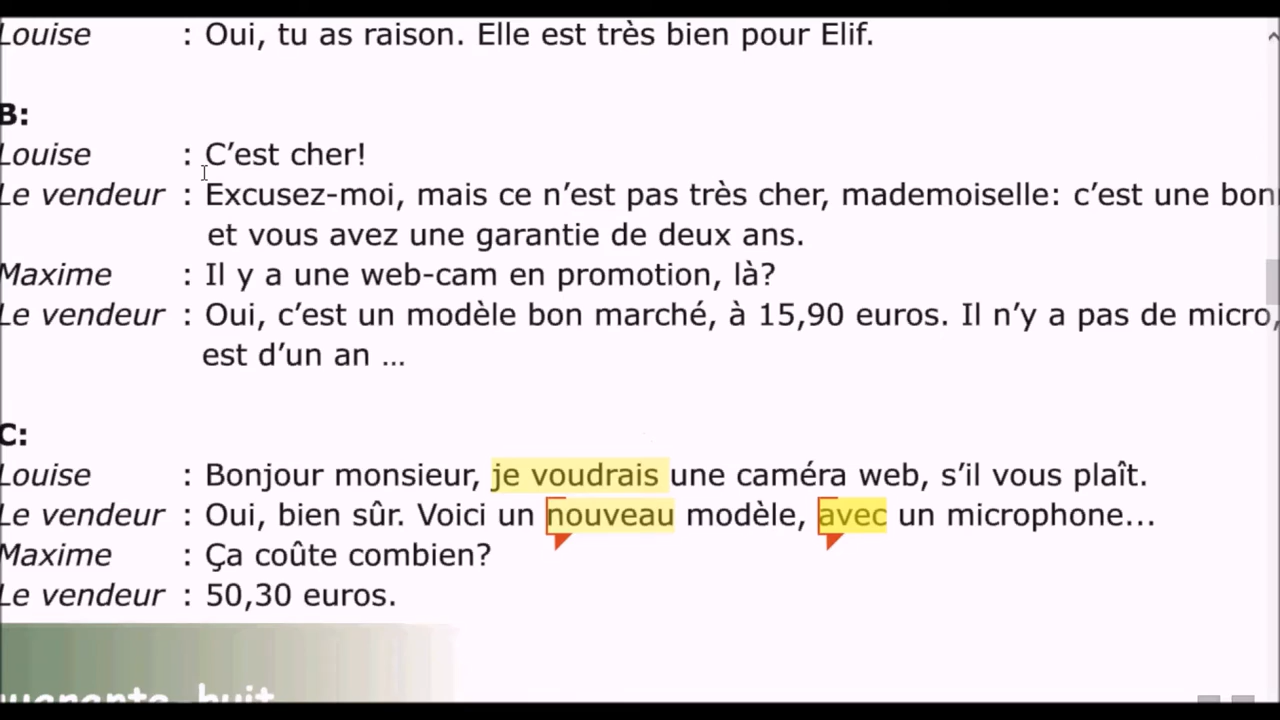 Louise : Oui, tu as raison. Elle est très bien pour Elif.
B:
Louise : C’est cher!
Le vendeur : Excusez-moi, mais ce n’est pas très cher, mademoiselle: c’est une
et vous avez une garantie de deux ans.
Maxime : Il y a une web-cam en promotion, là?
Le vendeur : Oui, c’est un modèle bon marché, à 15,90 euros. Il n’y a pas de micro,
est d’un an …
C:
Louise : Bonjour monsieur, je voudrais une caméra web, s’il vous plaît.
Le vendeur : Oui, bien sûr. Voici un nouveau modèle, avec un microphone…
Maxime : Ça coûte combien?
Le vendeur : 50,30 euros.